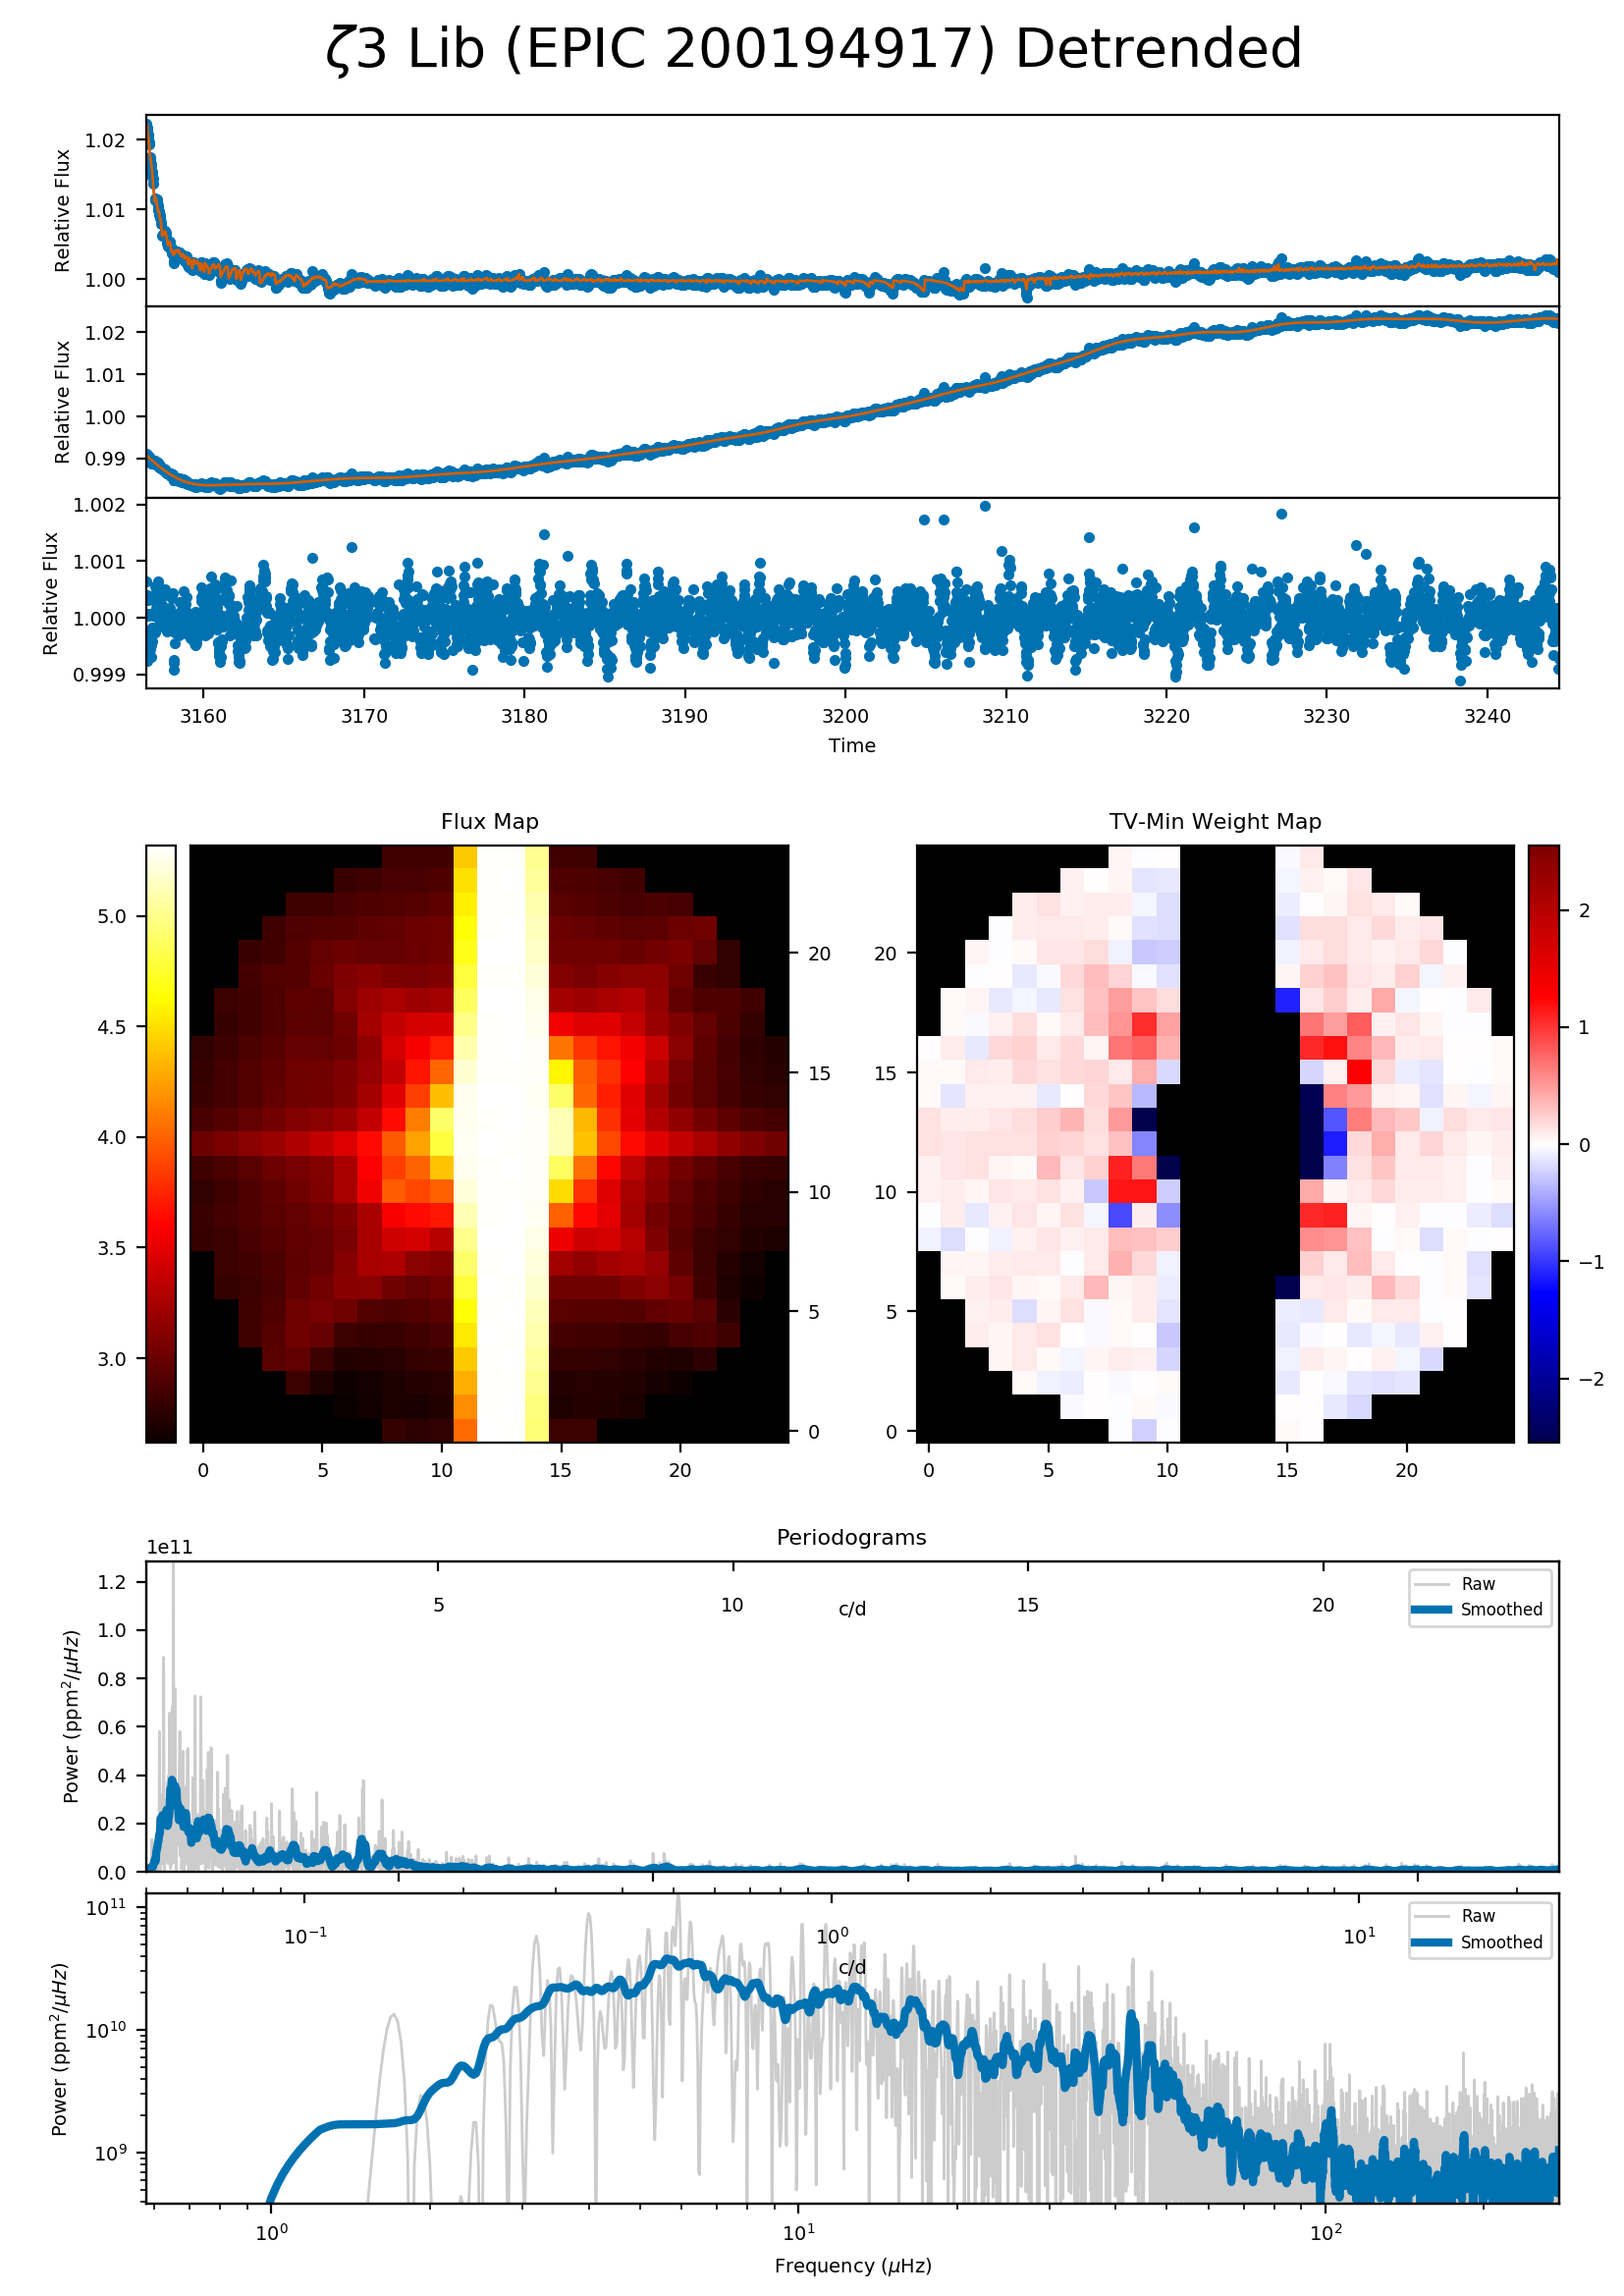 ζ3 Lib (EPIC 200194917) Detrended
Relative Flux
1.02
1.01
1.00
Relative Flux
1.02
1.01
1.00
0.99
Relative Flux
1.002
1.001
1.000
0.999
3160 3170 3180 3190 3200 3210 3220 3230 3240
Time
Flux Map
5.0
4.5
4.0
3.5
3.0
20
15
10
5
0
0 5 10 15 20
TV-Min Weight Map
20
15
10
5
0
0 5 10 15 20
2
1
0
−1
−2
Periodograms
1e11
Power (ppm²/μHz)
1.2
1.0
0.8
0.6
0.4
0.2
0.0
5 10 15 20
c/d
Raw
Smoothed
Power (ppm²/μHz)
10¹¹
10¹⁰
10⁹
10⁻¹ 10⁰ 10¹
c/d
Raw
Smoothed
10⁰ 10¹ 10²
Frequency (μHz)